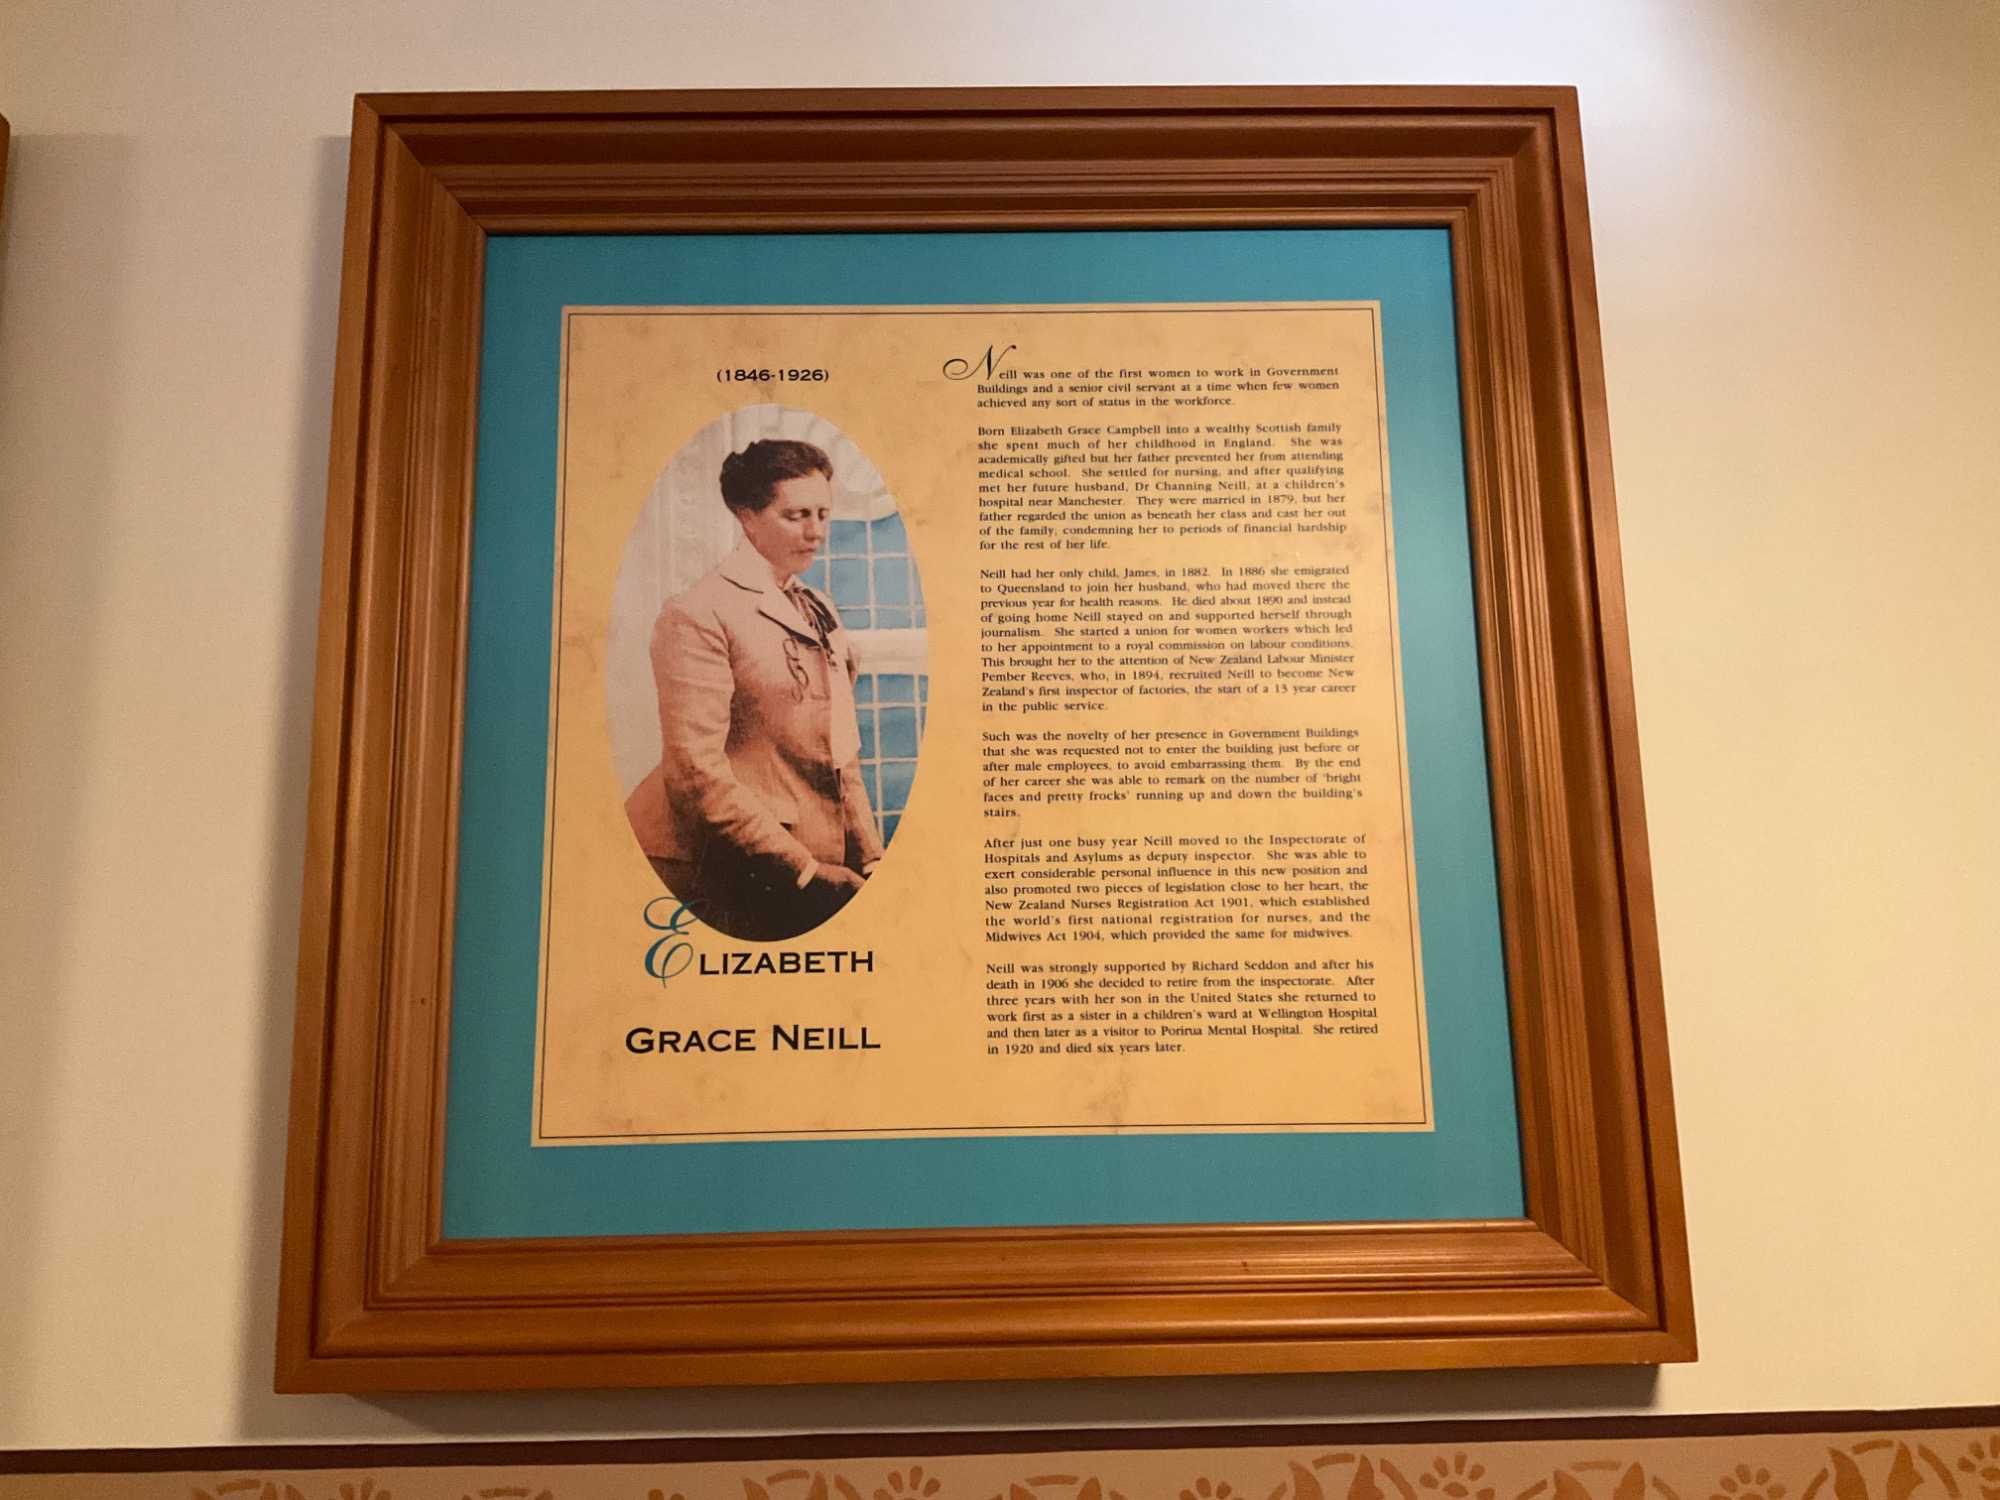 (1846-1926)
ELIZABETH
GRACE NEILL
Neill was one of the first women to work in Government
Buildings and a senior civil servant at a time when few women
achieved any sort of status in the workforce.
Born Elizabeth Grace Campbell into a wealthy Scottish family
she spent much of her childhood in England. She was
academically gifted but her father prevented her from attending
medical school. She settled for nursing, and after qualifying
met her future husband, Dr Channing Neill, at a children's
hospital near Manchester. They were married in 1879, but her
father regarded the union as beneath her class and cast her out
of the family, condemning her to periods of financial hardship
for the rest of her life.
Neill had her only child, James, in 1882. In 1886 she emigrated
to Queensland to join her husband, who had moved there the
previous year for health reasons. He died about 1890 and instead
of going home Neill stayed on and supported herself through
journalism. She started a union for women workers which led
to her appointment to a royal commission on labour conditions.
This brought her to the attention of New Zealand Labour Minister
Pember Reeves, who, in 1894, recruited Neill to become New
Zealand's first inspector of factories, the start of a 13 year career
in the public service.
Such was the novelty of her presence in Government Buildings
that she was requested not to enter the building just before or
after male employees, to avoid embarrassing them. By the end
of her career she was able to remark on the number of 'bright
faces and pretty frocks' running up and down the building's
stairs.
After just one busy year Neill moved to the Inspectorate of
Hospitals and Asylums as deputy inspector. She was able to
exert considerable personal influence in this new position and
also promoted two pieces of legislation close to her heart, the
New Zealand Nurses Registration Act 1901, which established
the world's first national registration for nurses, and the
Midwives Act 1904, which provided the same for midwives.
Neill was strongly supported by Richard Seddon and after his
death in 1906 she decided to retire from the inspectorate. After
three years with her son in the United States she returned to
work first as a sister in a children's ward at Wellington Hospital
and then later as a visitor to Porirua Mental Hospital. She retired
in 1920 and died six years later.